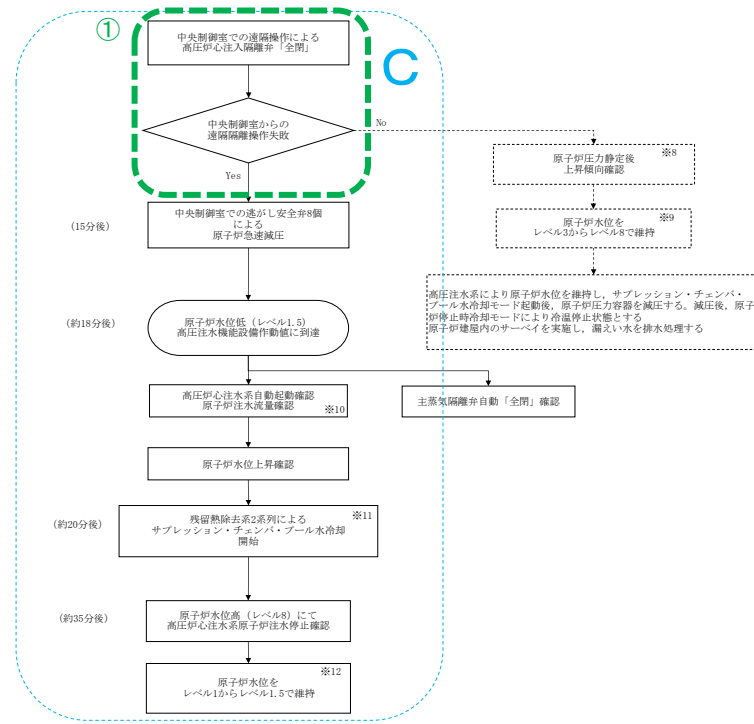 ①
中央制御室での遠隔操作による
高圧炉心注入隔離弁「全閉」
C
中央制御室からの
遠隔隔離操作失敗
No
Yes
※8
原子炉圧力静定後
上昇傾向確認
(15分後)
中央制御室での逃がし安全弁8個
による
原子炉急速減圧
※9
原子炉水位を
レベル3からレベル8で維持
高圧注水系により原子炉水位を維持し，サプレッション・チェンバ・
プール水冷却モード起動後，原子炉圧力容器を減圧する。減圧後，原子
炉停止時冷却モードにより冷温停止状態とする
原子炉建屋内のサーベイを実施し，漏えい水を排水処理する
(約18分後)
原子炉水位低（レベル1.5）
高圧注水機能設備作動値に到達
高圧炉心注水系自動起動確認
原子炉注水流量確認
※10
主蒸気隔離弁自動「全閉」確認
原子炉水位上昇確認
(約20分後)
※11
残留熱除去系2系列による
サプレッション・チェンバ・プール水冷却
開始
(約35分後)
原子炉水位高（レベル8）にて
高圧炉心注水系原子炉注水停止確認
※12
原子炉水位を
レベル1からレベル1.5で維持